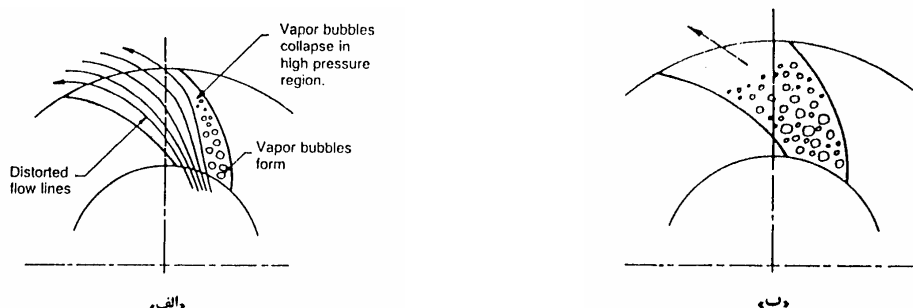 Vapor bubbles
collapse in
high pressure
region.
Vapor bubbles
form
Distorted
flow lines
«الف»
«ب»